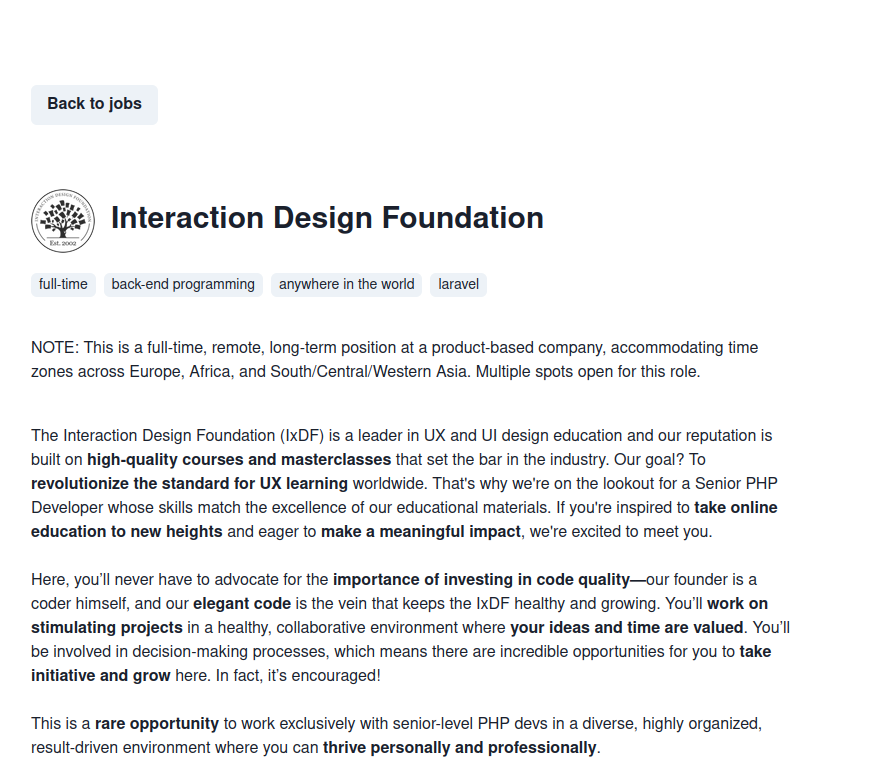 Back to jobs
INTERACTION DESIGN FOUNDATION
Est. 2002
Interaction Design Foundation
full-time back-end programming anywhere in the world laravel
NOTE: This is a full-time, remote, long-term position at a product-based company, accommodating time
zones across Europe, Africa, and South/Central/Western Asia. Multiple spots open for this role.
The Interaction Design Foundation (IxDF) is a leader in UX and UI design education and our reputation is
built on high-quality courses and masterclasses that set the bar in the industry. Our goal? To
revolutionize the standard for UX learning worldwide. That's why we're on the lookout for a Senior PHP
Developer whose skills match the excellence of our educational materials. If you're inspired to take online
education to new heights and eager to make a meaningful impact, we're excited to meet you.
Here, you’ll never have to advocate for the importance of investing in code quality—our founder is a
coder himself, and our elegant code is the vein that keeps the IxDF healthy and growing. You’ll work on
stimulating projects in a healthy, collaborative environment where your ideas and time are valued. You’ll
be involved in decision-making processes, which means there are incredible opportunities for you to take
initiative and grow here. In fact, it’s encouraged!
This is a rare opportunity to work exclusively with senior-level PHP devs in a diverse, highly organized,
result-driven environment where you can thrive personally and professionally.